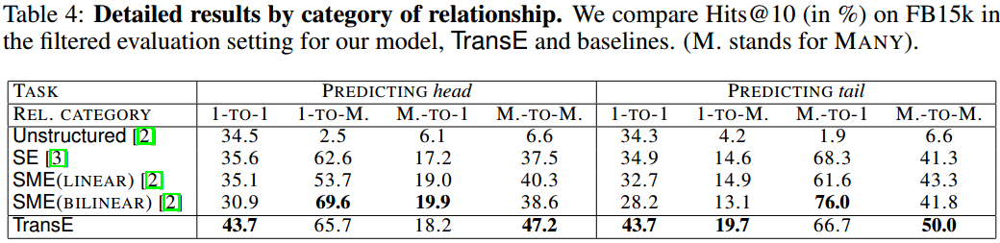 Table 4: Detailed results by category of relationship. We compare Hits@10 (in %) on FB15k in
the filtered evaluation setting for our model, TransE and baselines. (M. stands for MANY).
TASK PREDICTING head PREDICTING tail
REL. CATEGORY 1-TO-1 1-TO-M. M.-TO-1 M.-TO-M. 1-TO-1 1-TO-M. M.-TO-1 M.-TO-M.
Unstructured [2] 34.5 2.5 6.1 6.6 34.3 4.2 1.9 6.6
SE [3] 35.6 62.6 17.2 37.5 34.9 14.6 68.3 41.3
SME(LINEAR) [2] 35.1 53.7 19.0 40.3 32.7 14.9 61.6 43.3
SME(BILINEAR) [2] 30.9 69.6 19.9 38.6 28.2 13.1 76.0 41.8
TransE 43.7 65.7 18.2 47.2 43.7 19.7 66.7 50.0